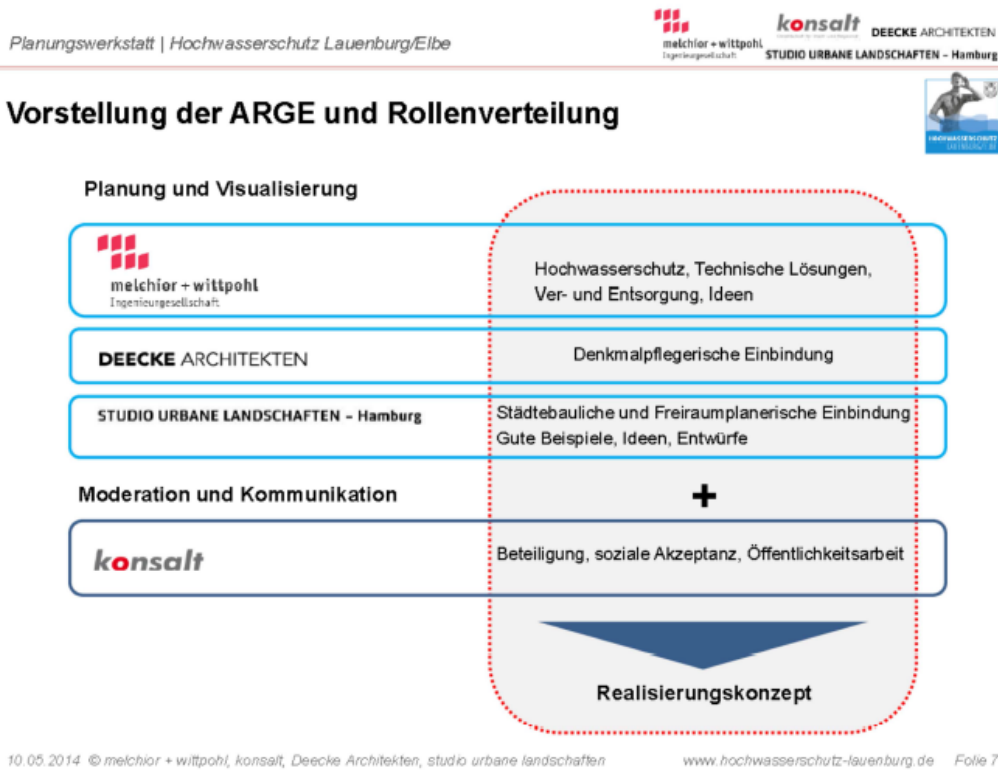 Planungswerkstatt | Hochwasserschutz Lauenburg/Elbe
melchior + wittpohl
Ingenieurgesellschaft
konsalt
DEECKE ARCHITEKTEN
STUDIO URBANE LANDSCHAFTEN – Hamburg
Vorstellung der ARGE und Rollenverteilung
HOCHWASSERSCHUTZ
LAUENBURG/ELBE
Planung und Visualisierung
melchior + wittpohl
Ingenieurgesellschaft
Hochwasserschutz, Technische Lösungen,
Ver- und Entsorgung, Ideen
DEECKE ARCHITEKTEN
Denkmalpflegerische Einbindung
STUDIO URBANE LANDSCHAFTEN – Hamburg
Städtebauliche und Freiraumplanerische Einbindung
Gute Beispiele, Ideen, Entwürfe
Moderation und Kommunikation
+
konsalt
Beteiligung, soziale Akzeptanz, Öffentlichkeitsarbeit
Realisierungskonzept
10.05.2014 © melchior + wittpohl, konsalt, Deecke Architekten, studio urbane landschaften
www.hochwasserschutz-lauenburg.de Folie 7